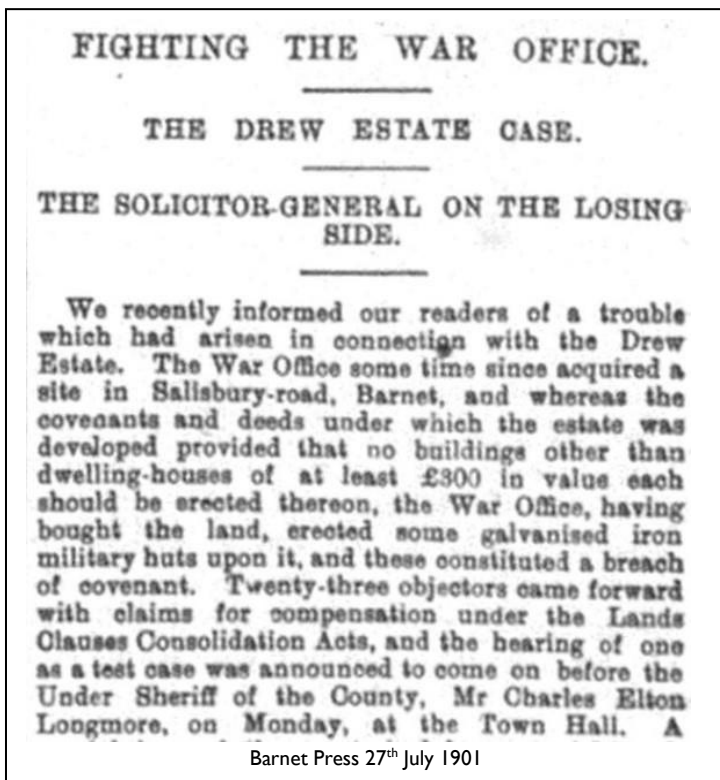 FIGHTING THE WAR OFFICE.
THE DREW ESTATE CASE.
THE SOLICITOR-GENERAL ON THE LOSING
SIDE.
We recently informed our readers of a trouble
which had arisen in connection with the Drew
Estate. The War Office some time since acquired a
site in Salisbury-road, Barnet, and whereas the
covenants and deeds under which the estate was
developed provided that no buildings other than
dwelling-houses of at least £300 in value each
should be erected thereon, the War Office, having
bought the land, erected some galvanised iron
military huts upon it, and these constituted a breach
of covenant. Twenty-three objectors came forward
with claims for compensation under the Lands
Clauses Consolidation Acts, and the hearing of one
as a test case was announced to come on before the
Under Sheriff of the County, Mr Charles Elton
Longmore, on Monday, at the Town Hall. A
Barnet Press 27th July 1901